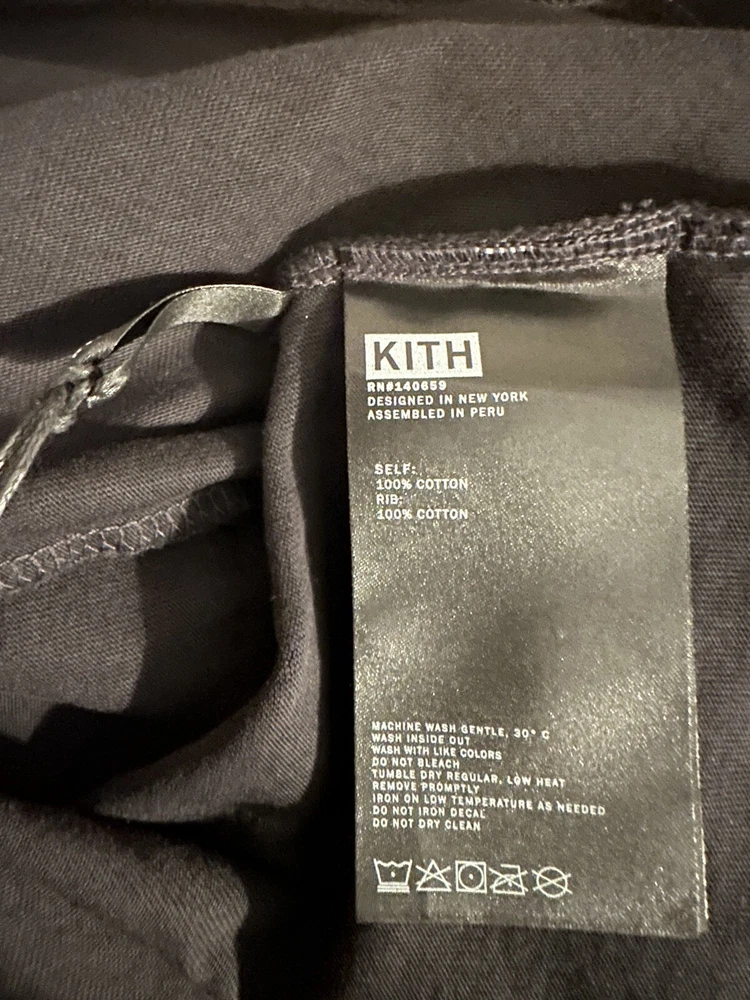 KITH
RN#140659
DESIGNED IN NEW YORK
ASSEMBLED IN PERU
SELF:
100% COTTON
RIB:
100% COTTON
MACHINE WASH GENTLE, 30° C
WASH INSIDE OUT
WASH WITH LIKE COLORS
DO NOT BLEACH
TUMBLE DRY REGULAR, LOW HEAT
REMOVE PROMPTLY
IRON ON LOW TEMPERATURE AS NEEDED
DO NOT IRON DECAL
DO NOT DRY CLEAN